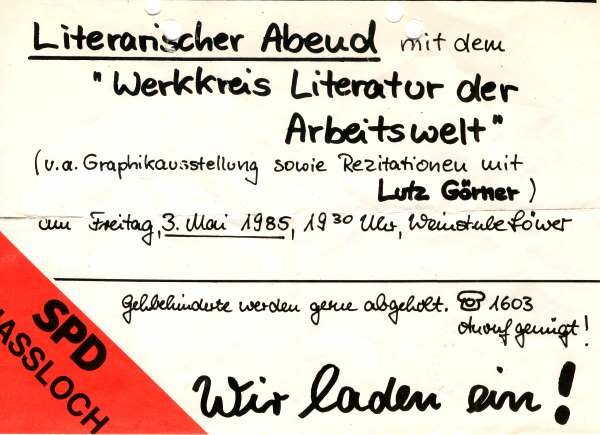 Literarischer Abend mit dem
"Werkkreis Literatur der
Arbeitswelt"
(u.a. Graphikausstellung sowie Rezitationen mit
Lutz Görner)
am Freitag, 3. Mai 1985, 19³⁰ Uhr, Weinstube Löwer
Gehbehinderte werden gerne abgeholt. ☎ 1603
Anruf genügt!
SPD
HASSLOCH
Wir laden ein!